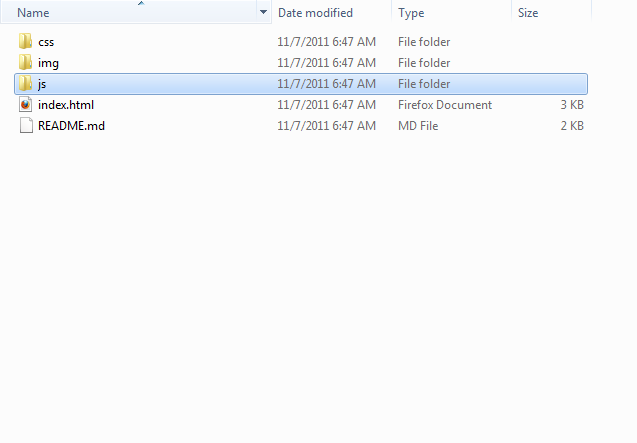 Name Date modified Type Size
css 11/7/2011 6:47 AM File folder
img 11/7/2011 6:47 AM File folder
js 11/7/2011 6:47 AM File folder
index.html 11/7/2011 6:47 AM Firefox Document 3 KB
README.md 11/7/2011 6:47 AM MD File 2 KB